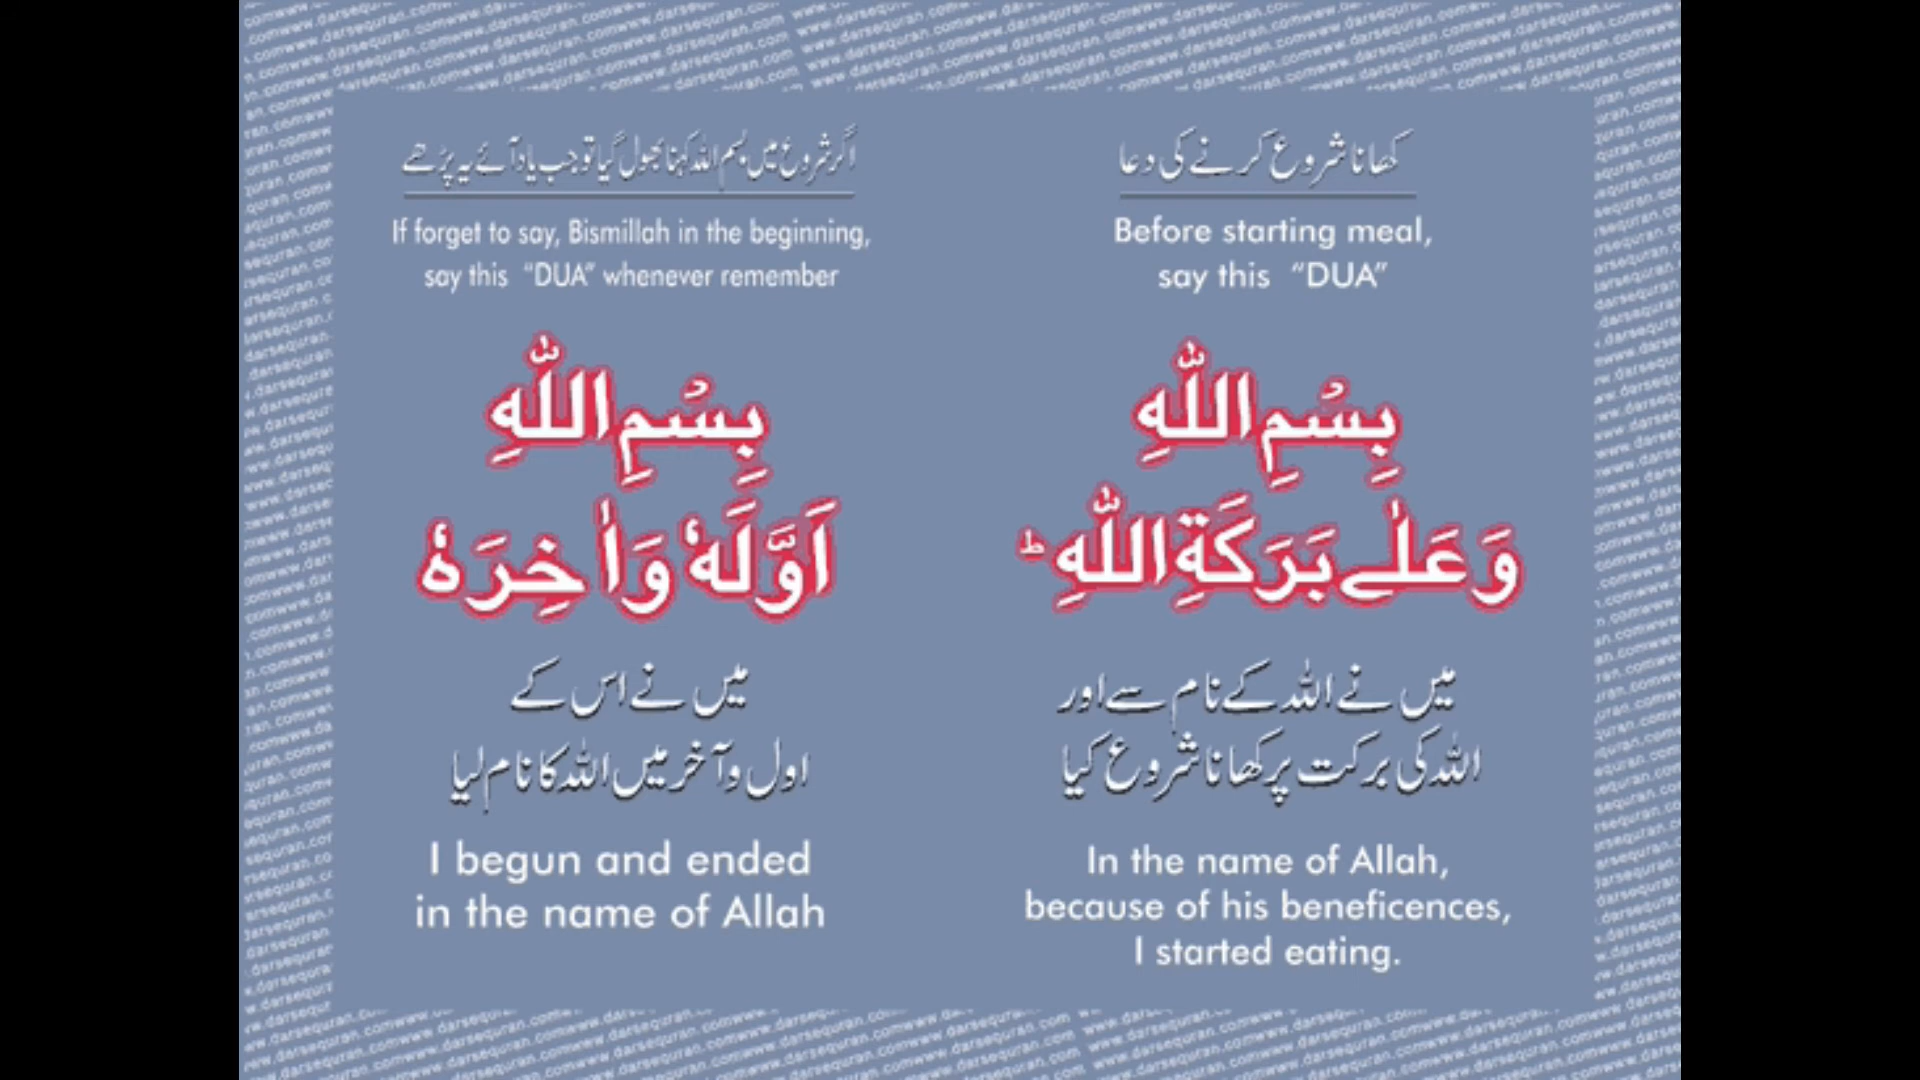 کھانا شروع کرنے کی دعا
Before starting meal,
say this “DUA”
بِسْمِ اللّٰهِ
وَعَلٰے بَرَكَةِ اللّٰهِ ؕ
میں نے اللہ کے نام سے اور
اللہ کی برکت پر کھانا شروع کیا
In the name of Allah,
because of his beneficences,
I started eating.
اگر شروع میں بسم اللہ کہنا بھول گیا تو جب یاد آئے یہ پڑھے
If forget to say, Bismillah in the beginning,
say this “DUA” whenever remember
بِسْمِ اللّٰهِ
اَوَّلَهٗ وَاٰخِرَهٗ
میں نے اس کے
اول و آخر میں اللہ کا نام لیا
I begun and ended
in the name of Allah
www.darsequran.com